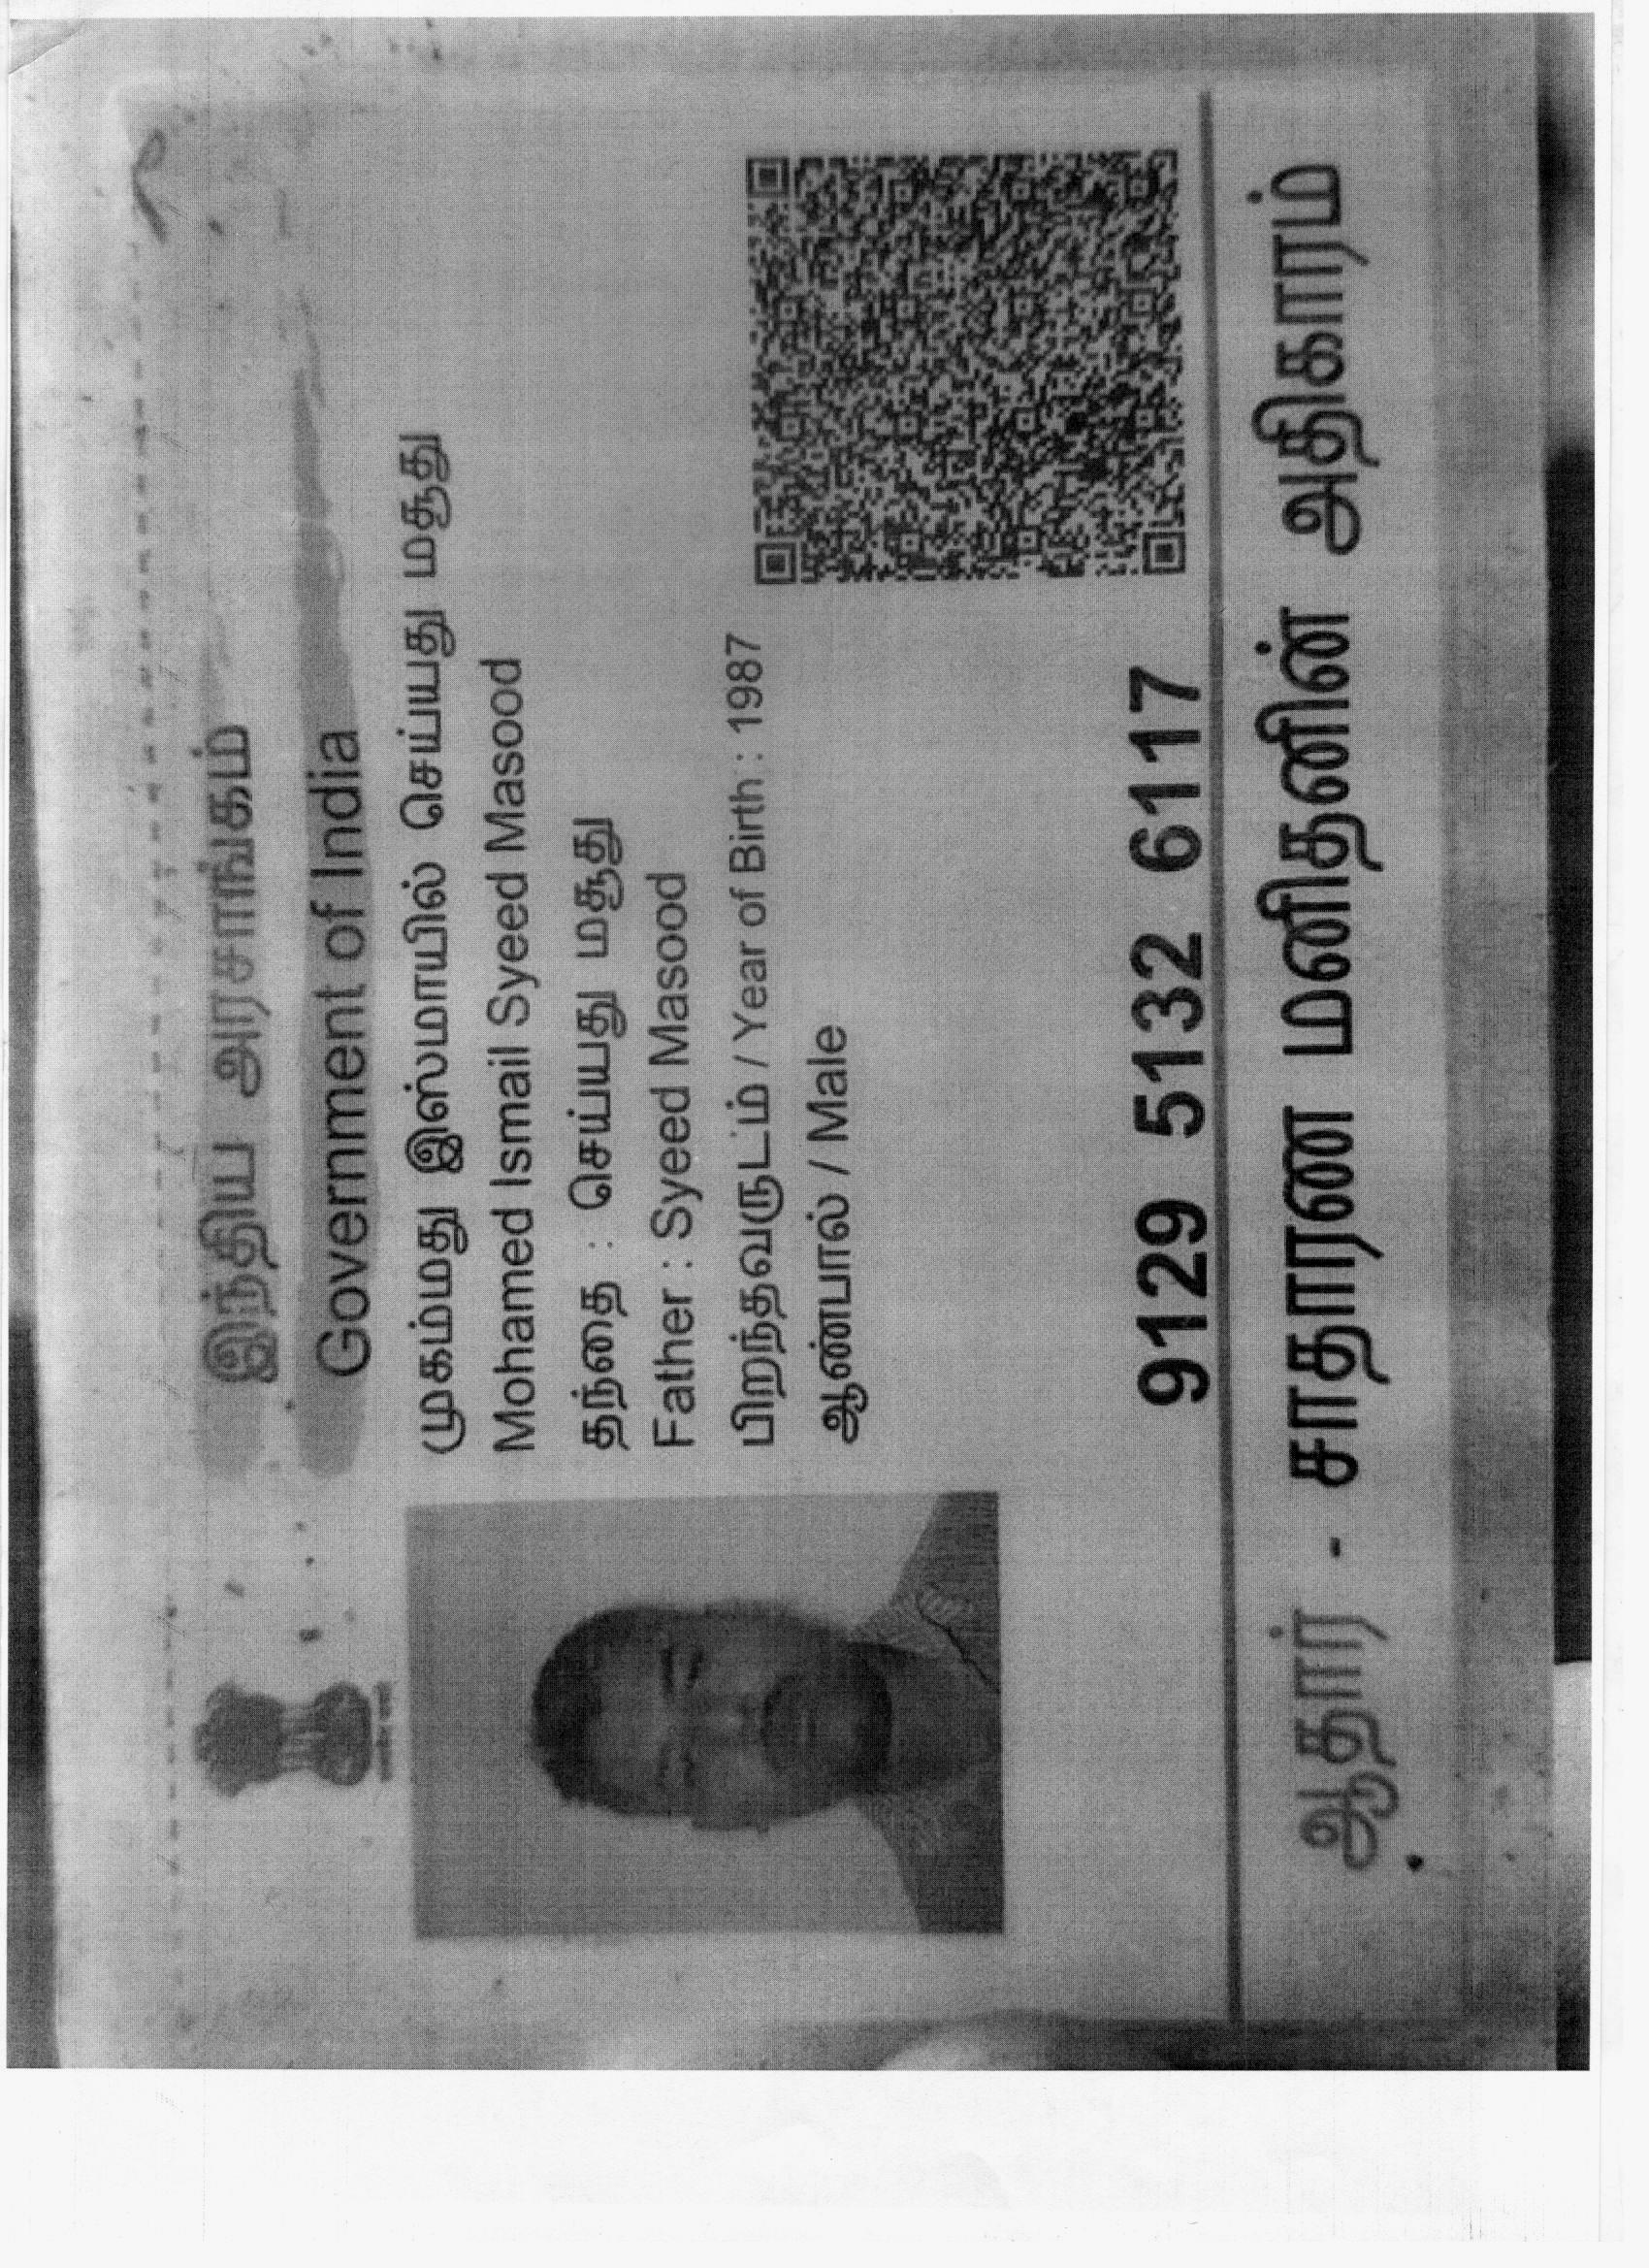 இந்திய அரசாங்கம்
Government of India
முகம்மது இஸ்மாயில் செய்யது மசூது
Mohamed Ismail Syeed Masood
தந்தை : செய்யது மசூது
Father : Syeed Masood
பிறந்தவருடம் / Year of Birth : 1987
ஆண்பால் / Male
9129 5132 6117
ஆதார் - சாதாரண மனிதனின் அதிகாரம்